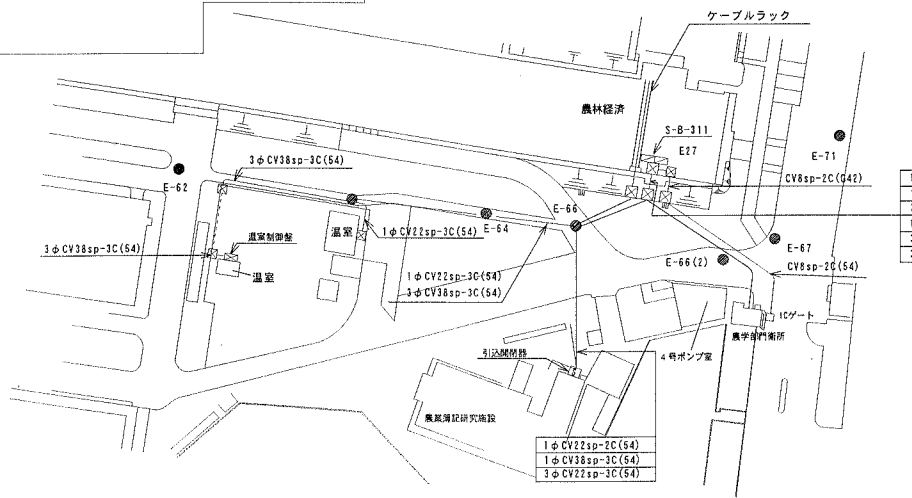 ケーブルラック
農林経済
S-B-311
E27
E-71
3φCV38sp-3C(54)
CV8sp-2C(G42)
E-62
E-66
1φCV22sp-3C(54)
E-64
E-67
温室
3φCV38sp-3C(54)
温室制御盤
E-66(2)
CV8sp-2C(54)
温室
1φCV22sp-3C(54)
3φCV38sp-3C(54)
ICゲート
農学部門衛所
引込開閉器
4号ポンプ室
農業簿記研究施設
1φCV22sp-2C(54)
1φCV38sp-3C(54)
3φCV22sp-3C(54)